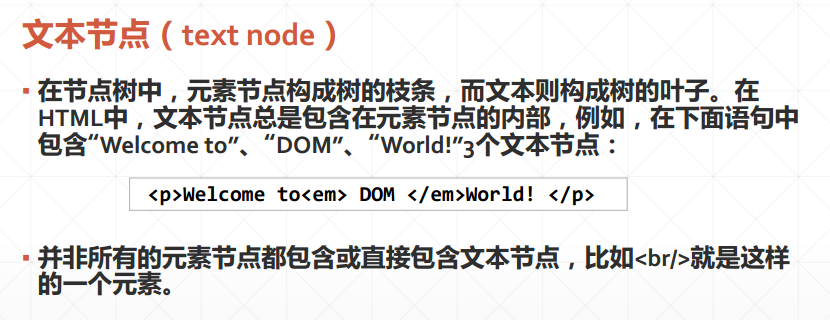 文本节点（text node）
▪ 在节点树中，元素节点构成树的枝条，而文本则构成树的叶子。在
HTML中，文本节点总是包含在元素节点的内部，例如，在下面语句中
包含“Welcome to”、“DOM”、“World!”3个文本节点：
<p>Welcome to<em> DOM </em>World! </p>
▪ 并非所有的元素节点都包含或直接包含文本节点，比如<br/>就是这样
的一个元素。